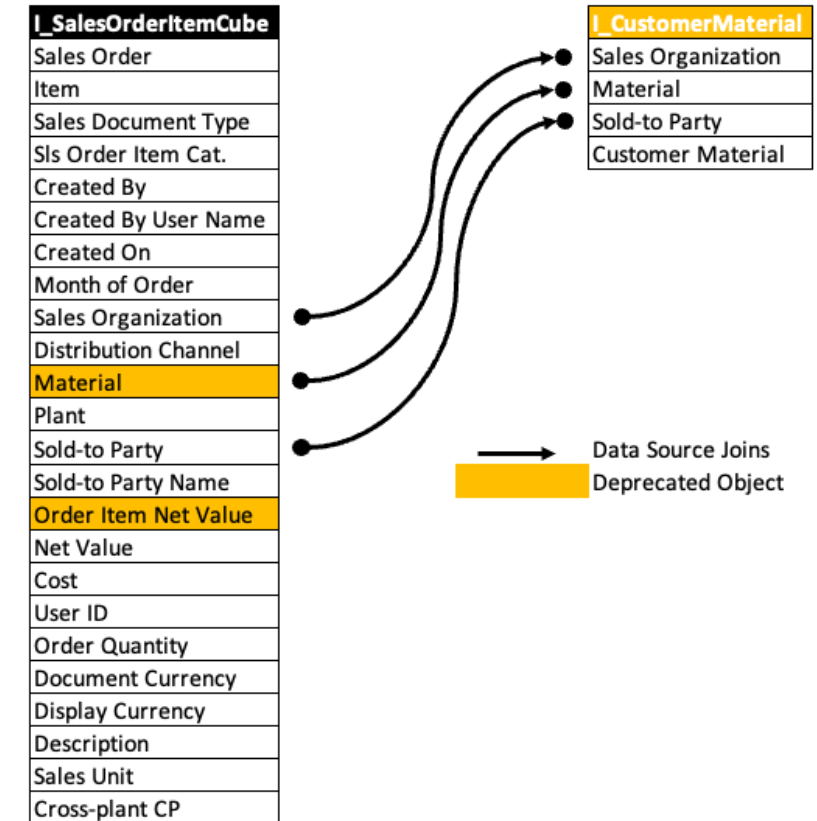 I_SalesOrderItemCube
Sales Order
Item
Sales Document Type
Sls Order Item Cat.
Created By
Created By User Name
Created On
Month of Order
Sales Organization
Distribution Channel
Material
Plant
Sold-to Party
Sold-to Party Name
Order Item Net Value
Net Value
Cost
User ID
Order Quantity
Document Currency
Display Currency
Description
Sales Unit
Cross-plant CP
I_CustomerMaterial
Sales Organization
Material
Sold-to Party
Customer Material
Data Source Joins
Deprecated Object